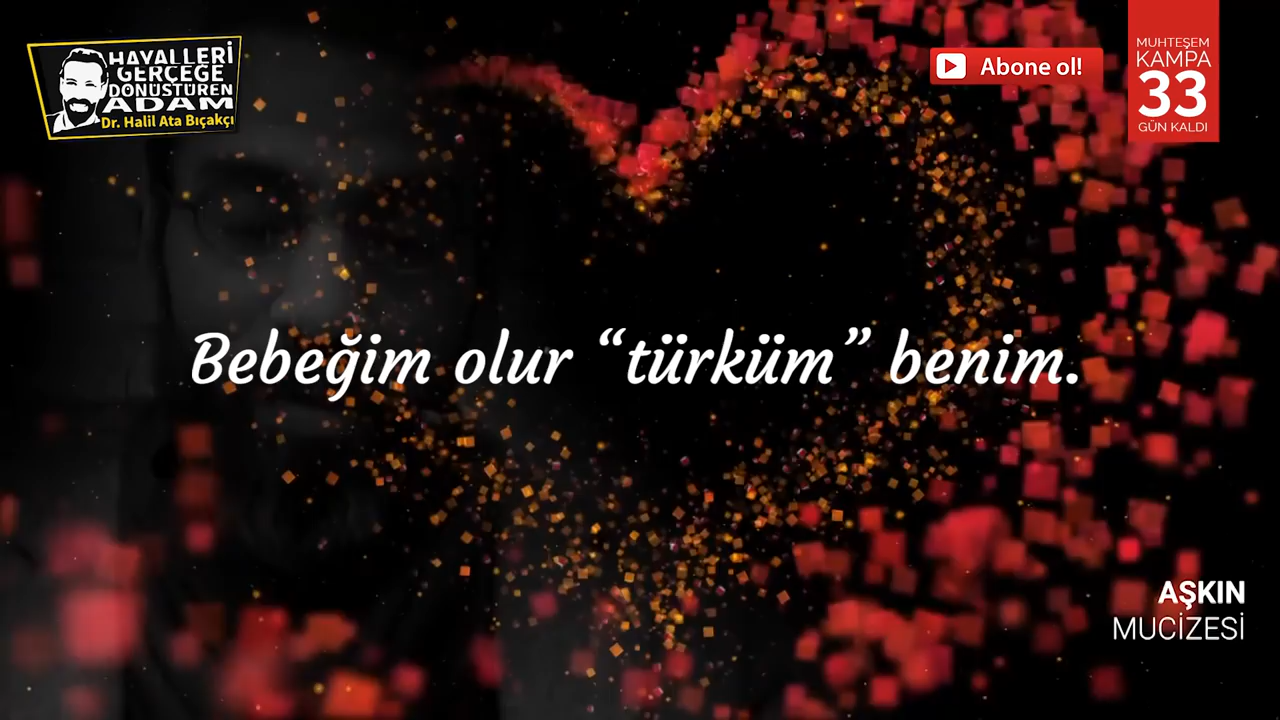 HAYALLERİ
GERÇEĞE
DÖNÜŞTÜREN
ADAM
Dr. Halil Ata Bıçakçı
Abone ol!
MUHTEŞEM
KAMPA
33
GÜN KALDI
Bebeğim olur “türküm” benim.
AŞKIN
MUCİZESİ